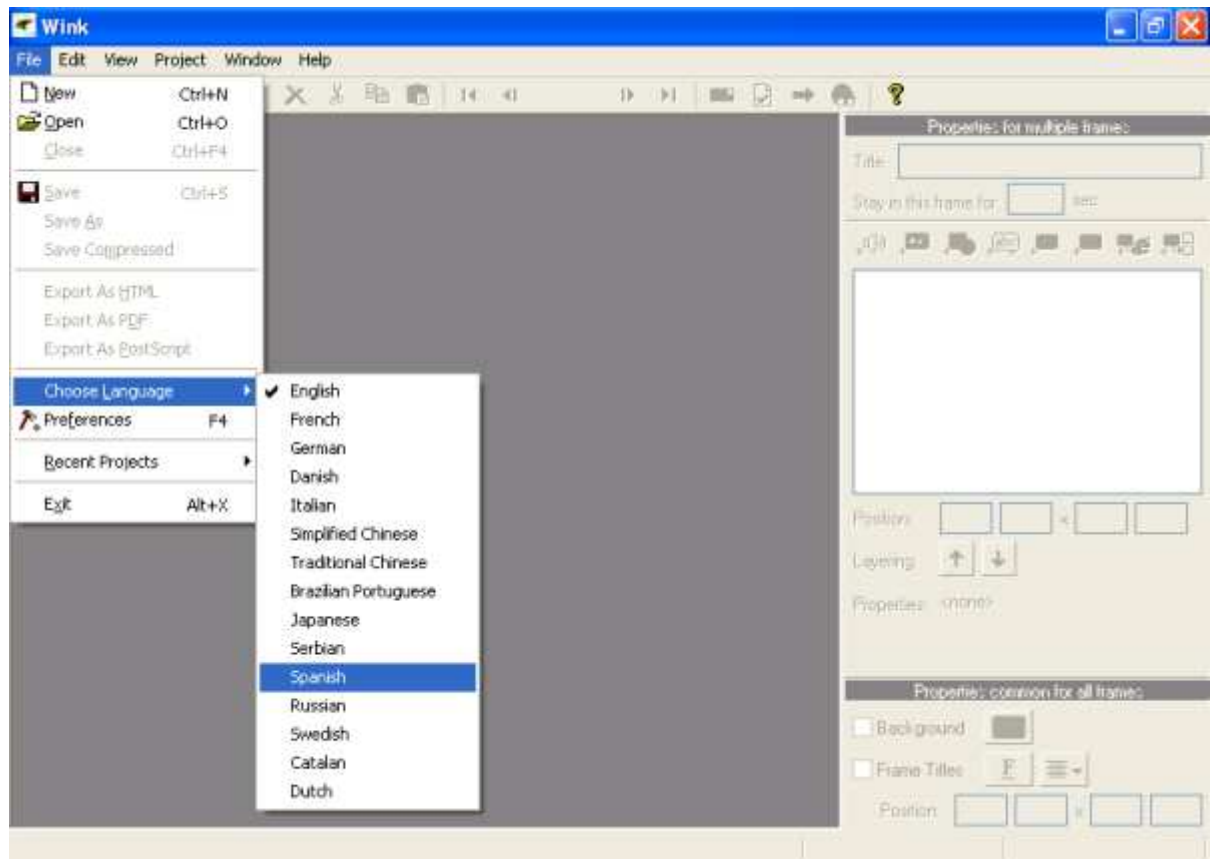 Wink
File Edit View Project Window Help
New Ctrl+N
Open Ctrl+O
Close Ctrl+F4
Save Ctrl+S
Save As
Save Compressed
Export As HTML
Export As PDF
Export As PostScript
Choose Language
Preferences F4
Recent Projects
Exit Alt+X
English
French
German
Danish
Italian
Simplified Chinese
Traditional Chinese
Brazilian Portuguese
Japanese
Serbian
Spanish
Russian
Swedish
Catalan
Dutch
Properties for multiple frames
Title:
Stay in this frame for sec
Position: x
Layering:
Properties: <none>
Properties common for all frames
Background
Frame Titles F
Position: x